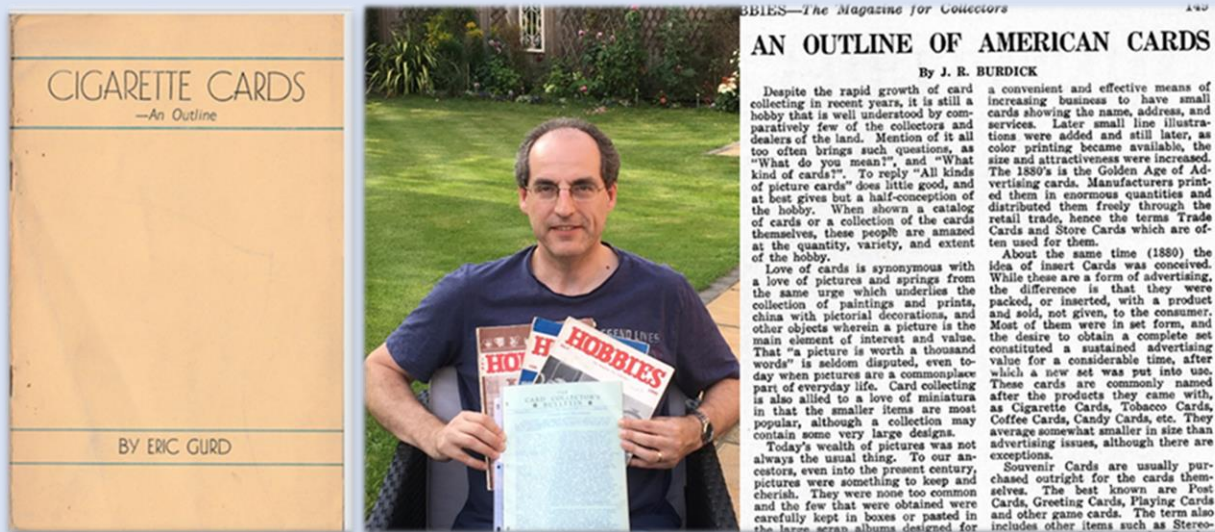 CIGARETTE CARDS
—An Outline
BY ERIC GURD
HOBBIES
CARD COLLECTOR'S
BULLETIN
BBIES—The Magazine for Collectors
AN OUTLINE OF AMERICAN CARDS
By J. R. BURDICK
Despite the rapid growth of card
collecting in recent years, it is still a
hobby that is well understood by com-
paratively few of the collectors and
dealers of the land. Mention of it all
too often brings such questions, as
"What do you mean?", and "What
kind of cards?". To reply "All kinds
of picture cards" does little good, and
at best gives but a half-conception of
the hobby. When shown a catalog
of cards or a collection of the cards
themselves, these people are amazed
at the quantity, variety, and extent
of the hobby.
Love of cards is synonymous with
a love of pictures and springs from
the same urge which underlies the
collection of paintings and prints,
china with pictorial decorations, and
other objects wherein a picture is the
main element of interest and value.
That "a picture is worth a thousand
words" is seldom disputed, even to-
day when pictures are a commonplace
part of everyday life. Card collecting
is also allied to a love of miniatura
in that the smaller items are most
popular, although a collection may
contain some very large designs.
Today's wealth of pictures was not
always the usual thing. To our an-
cestors, even into the present century,
pictures were something to keep and
cherish. They were none too common
and the few that were obtained were
carefully kept in boxes or pasted in
the large scrap albums designed for
a convenient and effective means of
increasing business to have small
cards showing the name, address, and
services. Later small line illustra-
tions were added and still later, as
color printing became available, the
size and attractiveness were increased.
The 1880's is the Golden Age of Ad-
vertising cards. Manufacturers print-
ed them in enormous quantities and
distributed them freely through the
retail trade, hence the terms Trade
Cards and Store Cards which are of-
ten used for them.
About the same time (1880) the
idea of insert Cards was conceived.
While these are a form of advertising,
the difference is that they were
packed, or inserted, with a product
and sold, not given, to the consumer.
Most of them were in set form, and
the desire to obtain a complete set
constituted a sustained advertising
value for a considerable time, after
which a new set was put into use.
These cards are commonly named
after the products they came with,
as Cigarette Cards, Tobacco Cards,
Coffee Cards, Candy Cards, etc. They
average somewhat smaller in size than
advertising issues, although there are
exceptions.
Souvenir Cards are usually pur-
chased outright for the cards them-
selves. The best known are Post
Cards, Greeting Cards, Playing Cards
and other game cards. The term also
includes other items such as Stereo